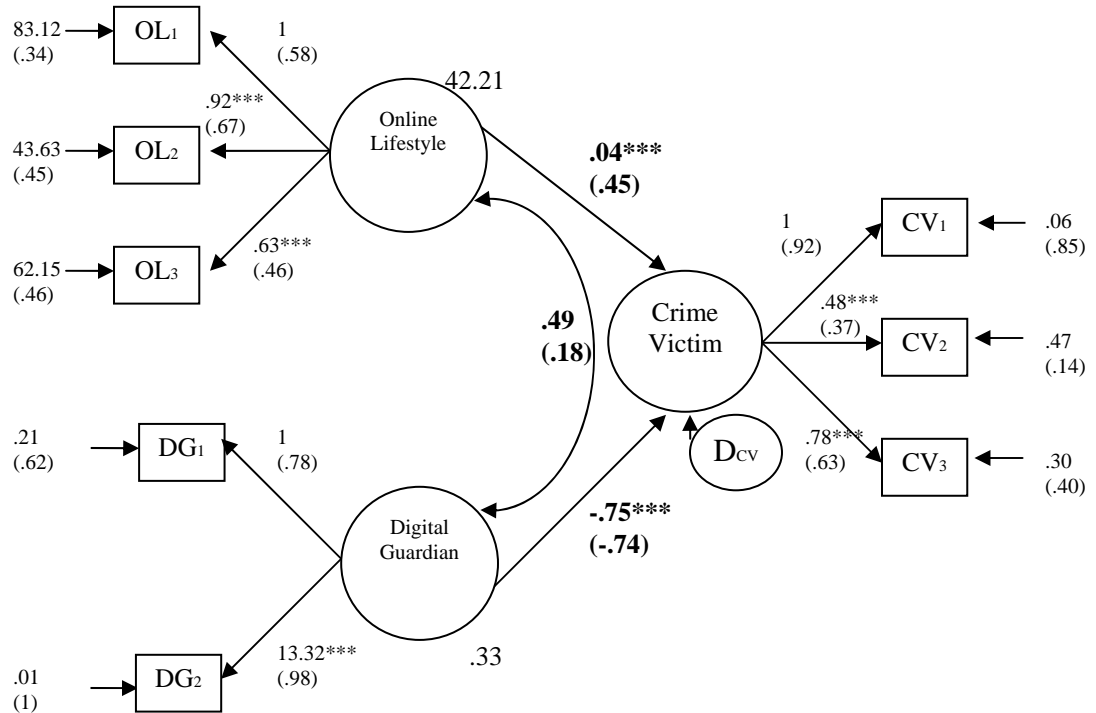 83.12
(.34)
OL1
1
(.58)
42.21
Online
Lifestyle
.92***
(.67)
43.63
(.45)
OL2
.04***
(.45)
62.15
(.46)
OL3
.63***
(.46)
1
(.92)
CV1
.06
(.85)
Crime
Victim
.48***
(.37)
CV2
.47
(.14)
.49
(.18)
.78***
(.63)
CV3
.30
(.40)
DCV
.21
(.62)
DG1
1
(.78)
-.75***
(-.74)
Digital
Guardian
.33
13.32***
(.98)
.01
(1)
DG2